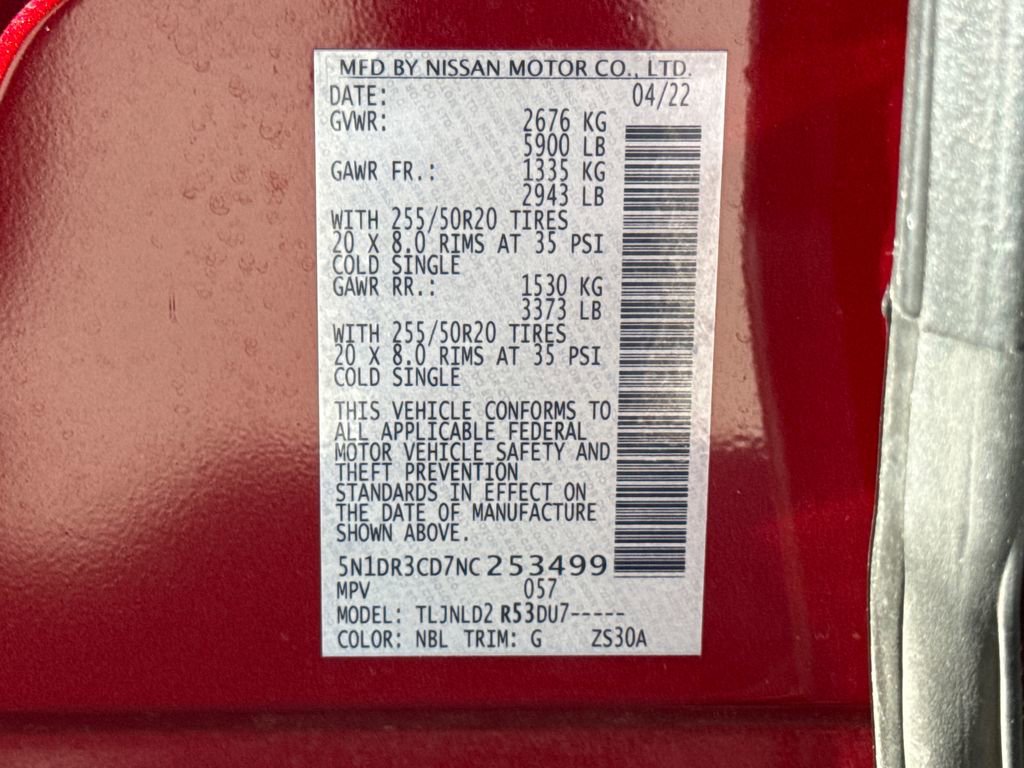 MFD BY NISSAN MOTOR CO., LTD.
DATE: 04/22
GVWR: 2676 KG
5900 LB
GAWR FR.: 1335 KG
2943 LB
WITH 255/50R20 TIRES
20 X 8.0 RIMS AT 35 PSI
COLD SINGLE
GAWR RR.: 1530 KG
3373 LB
WITH 255/50R20 TIRES
20 X 8.0 RIMS AT 35 PSI
COLD SINGLE
THIS VEHICLE CONFORMS TO
ALL APPLICABLE FEDERAL
MOTOR VEHICLE SAFETY AND
THEFT PREVENTION
STANDARDS IN EFFECT ON
THE DATE OF MANUFACTURE
SHOWN ABOVE.
5N1DR3CD7NC253499
MPV 057
MODEL: TLJNLD2 R53DU7-----
COLOR: NBL TRIM: G ZS30A